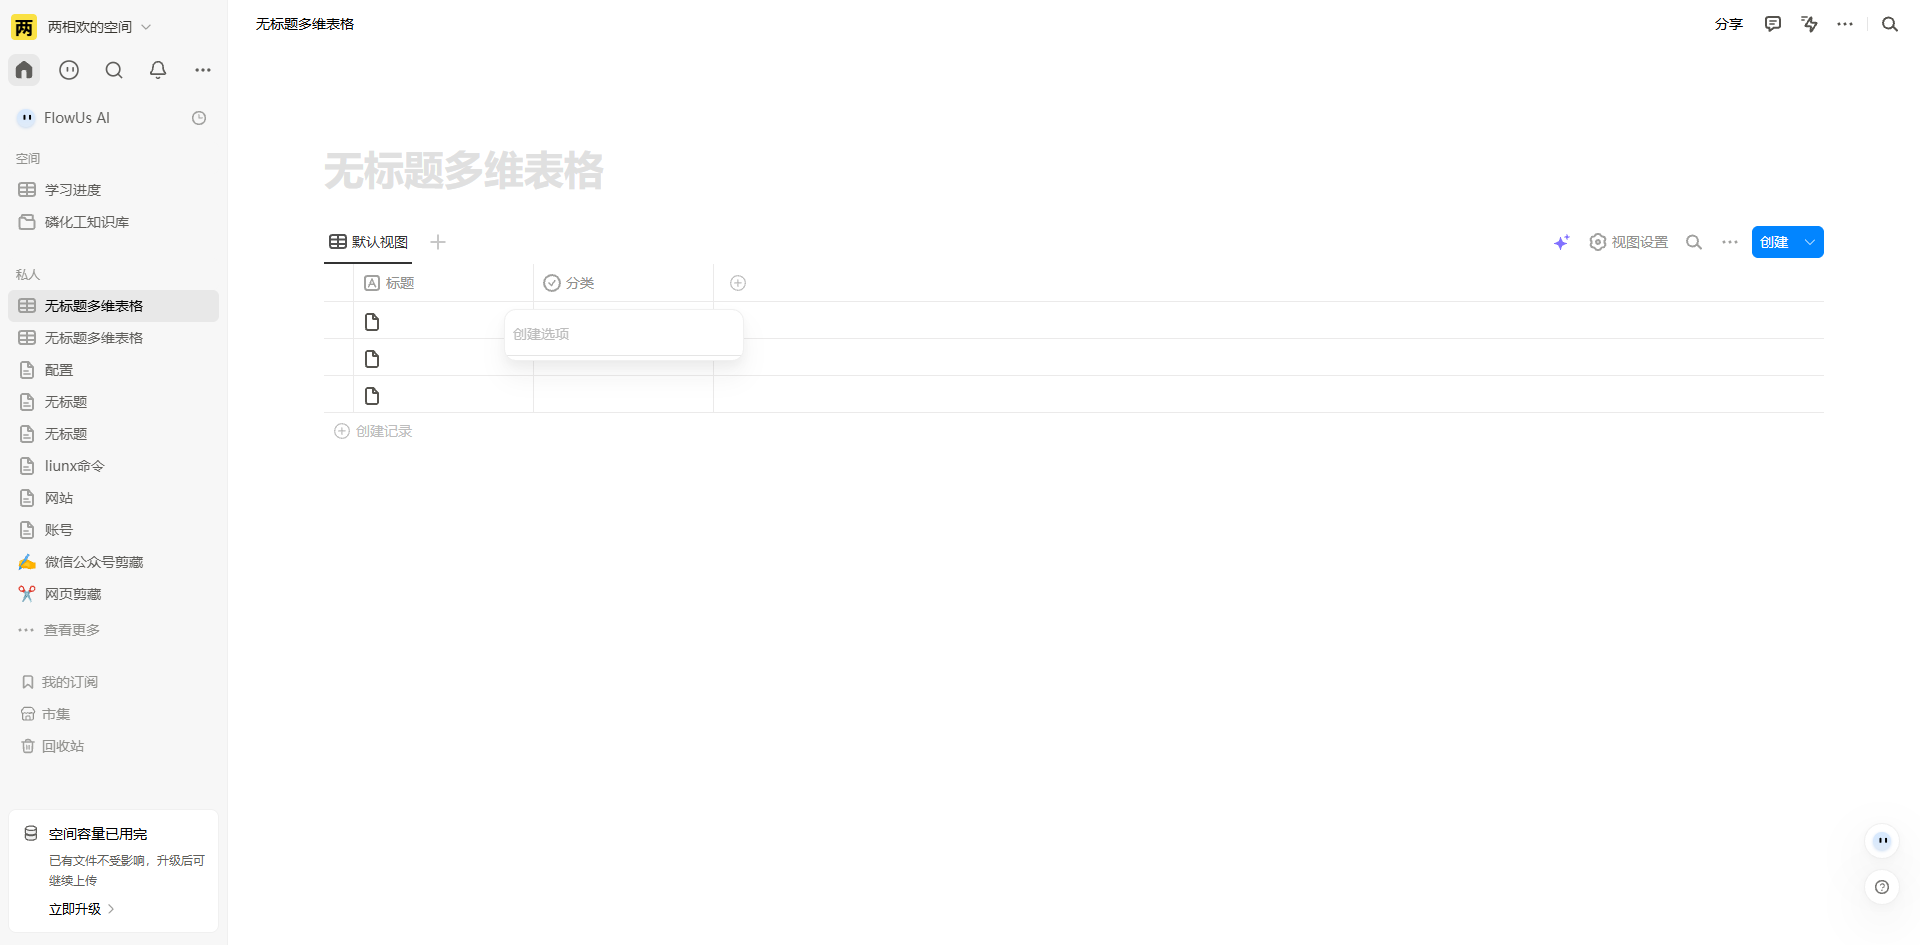 两 两相欢的空间
FlowUs AI
空间
学习进度
磷化工知识库
私人
无标题多维表格
无标题多维表格
配置
无标题
无标题
liunx命令
网站
账号
微信公众号剪藏
网页剪藏
查看更多
我的订阅
市集
回收站
空间容量已用完
已有文件不受影响，升级后可
继续上传
立即升级
无标题多维表格
分享
无标题多维表格
默认视图
视图设置
创建
标题
分类
创建选项
创建记录